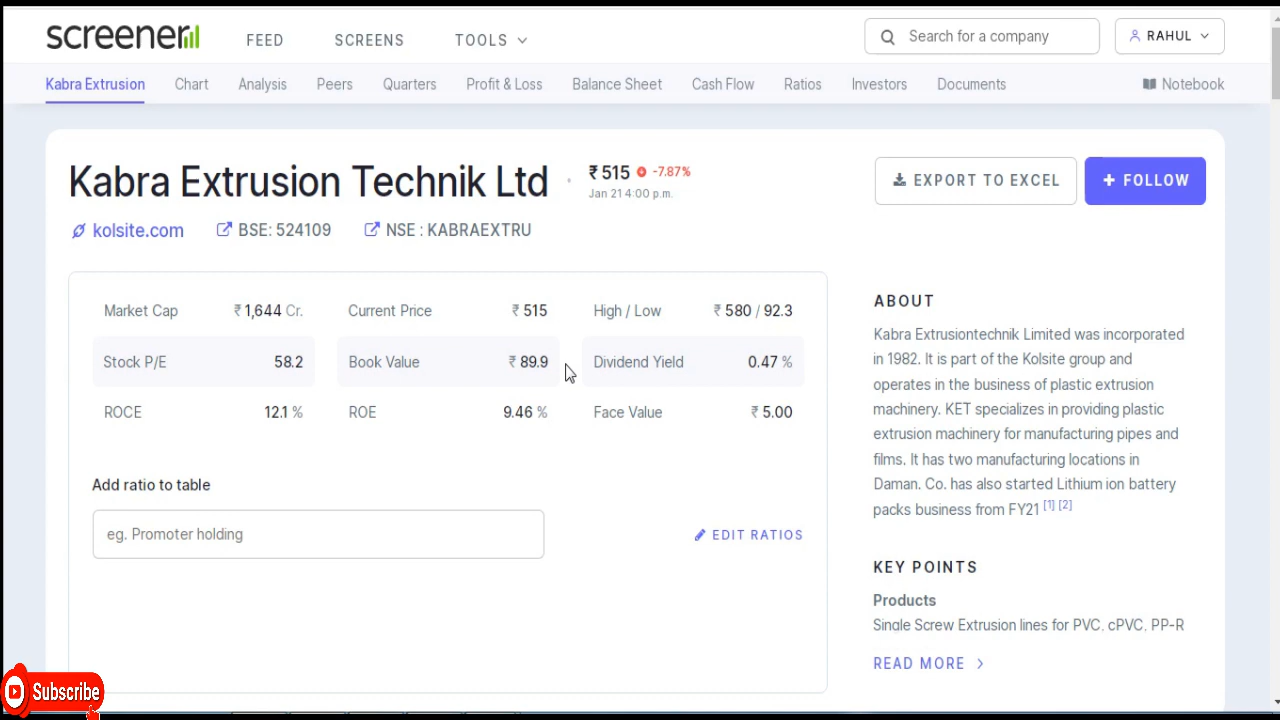 screener FEED SCREENS TOOLS Search for a company RAHUL
Kabra Extrusion Chart Analysis Peers Quarters Profit & Loss Balance Sheet Cash Flow Ratios Investors Documents Notebook
Kabra Extrusion Technik Ltd · ₹ 515 -7.87%
Jan 21 4:00 p.m.
EXPORT TO EXCEL + FOLLOW
kolsite.com BSE: 524109 NSE : KABRAEXTRU
Market Cap ₹ 1,644 Cr. Current Price ₹ 515 High / Low ₹ 580 / 92.3
Stock P/E 58.2 Book Value ₹ 89.9 Dividend Yield 0.47 %
ROCE 12.1 % ROE 9.46 % Face Value ₹ 5.00
Add ratio to table
eg. Promoter holding EDIT RATIOS
ABOUT
Kabra Extrusiontechnik Limited was incorporated
in 1982. It is part of the Kolsite group and
operates in the business of plastic extrusion
machinery. KET specializes in providing plastic
extrusion machinery for manufacturing pipes and
films. It has two manufacturing locations in
Daman. Co. has also started Lithium ion battery
packs business from FY21 [1] [2]
KEY POINTS
Products
Single Screw Extrusion lines for PVC, cPVC, PP-R
READ MORE
Subscribe